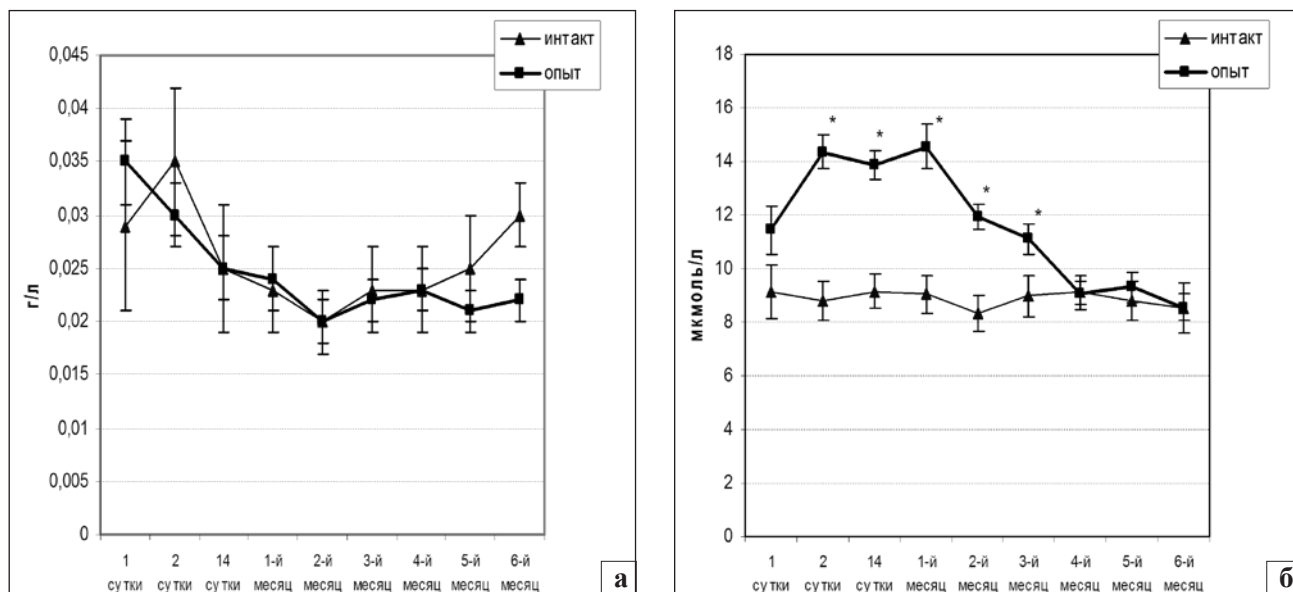 интакт
опыт
0,045
0,04
0,035
0,03
0,025
0,02
0,015
0,01
0,005
0
г/л
1 2 14 1-й 2-й 3-й 4-й 5-й 6-й
сутки сутки сутки месяц месяц месяц месяц месяц месяц
а
интакт
опыт
18
16
14
12
10
8
6
4
2
0
мкмоль/л
* * * * *
1 2 14 1-й 2-й 3-й 4-й 5-й 6-й
сутки сутки сутки месяц месяц месяц месяц месяц месяц
б